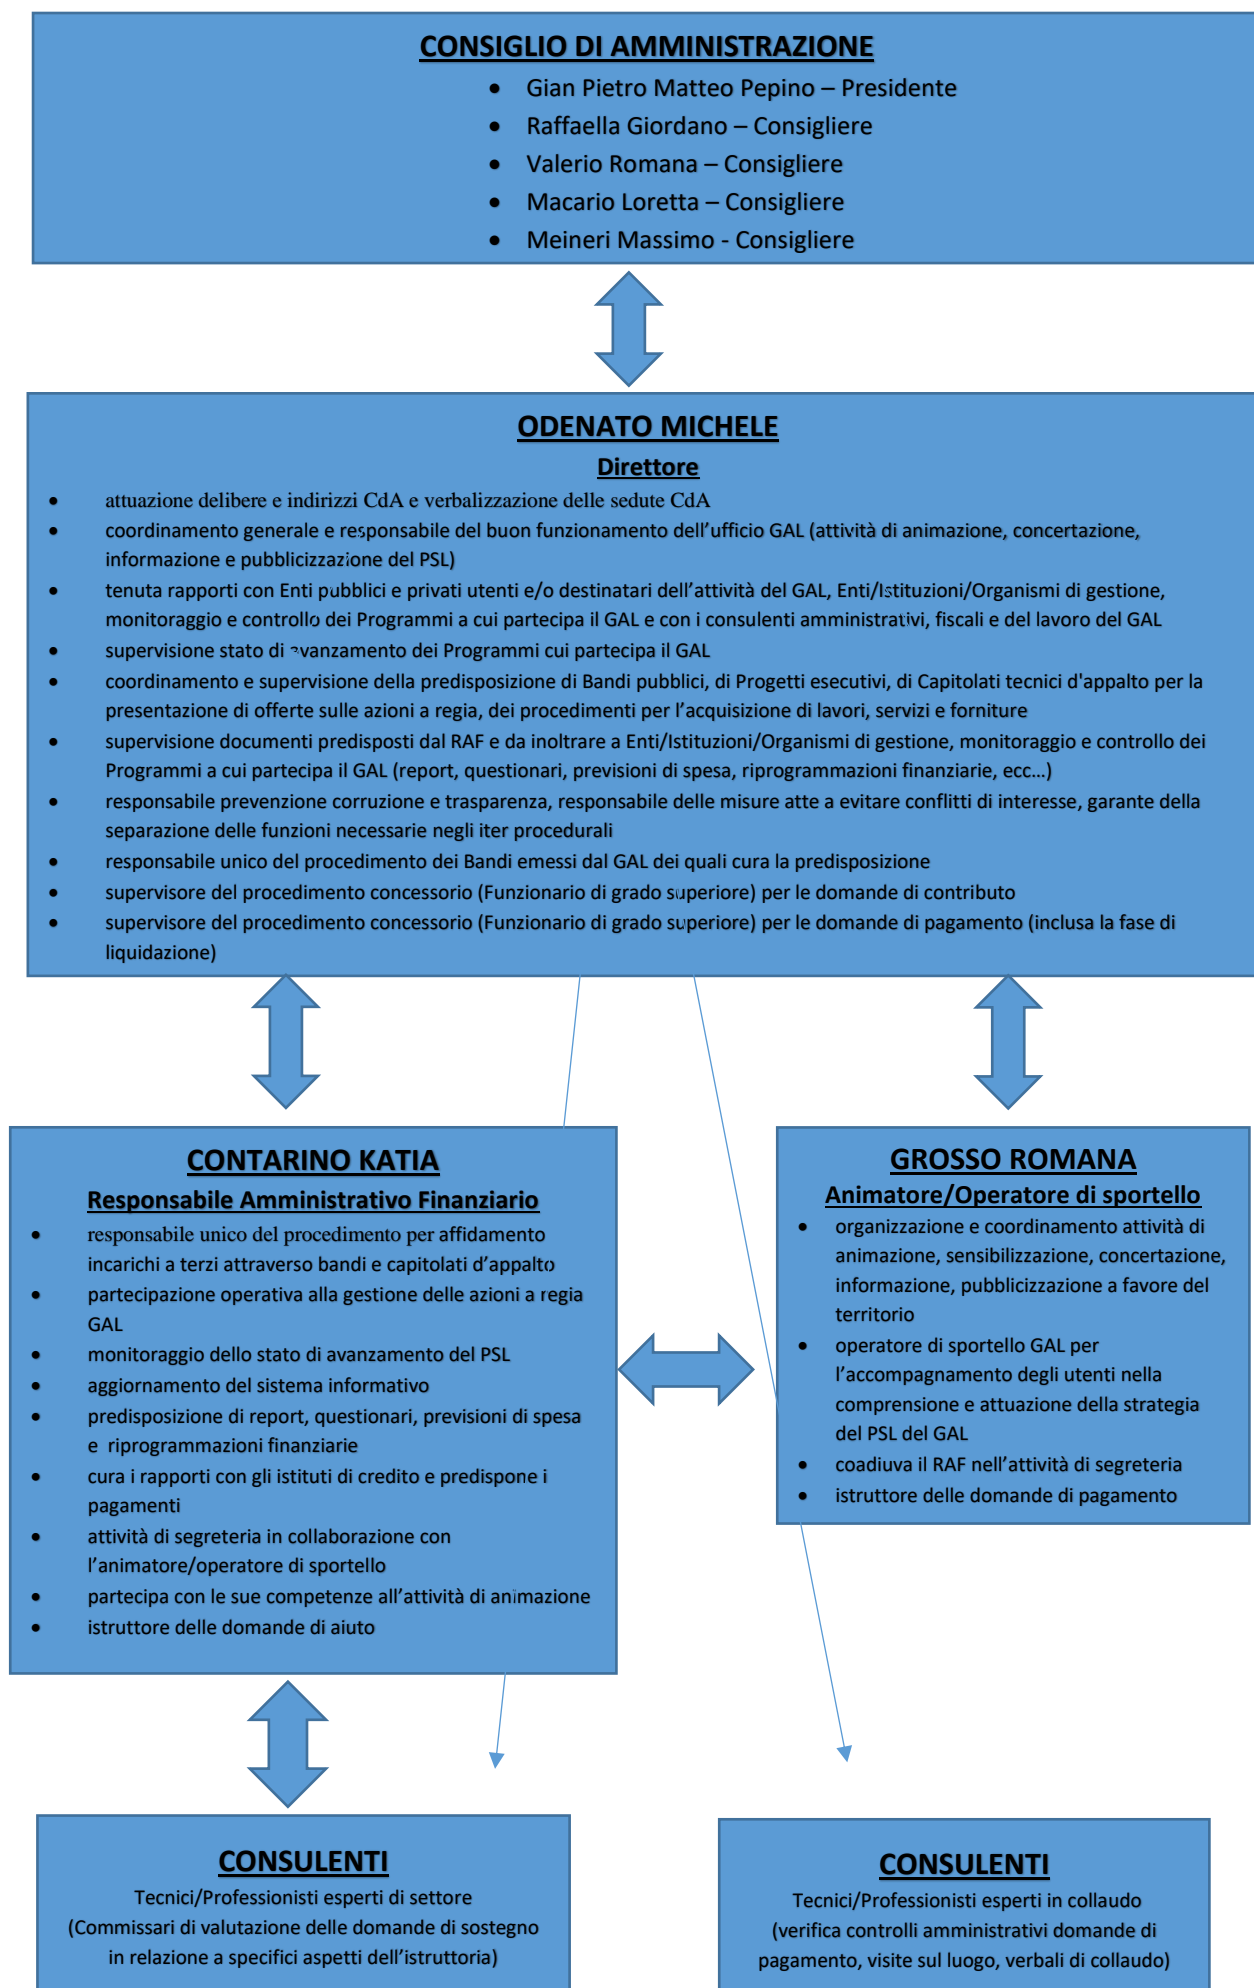 CONSIGLIO DI AMMINISTRAZIONE
• Gian Pietro Matteo Pepino – Presidente
• Raffaella Giordano – Consigliere
• Valerio Romana – Consigliere
• Macario Loretta – Consigliere
• Meineri Massimo - Consigliere
ODENATO MICHELE
Direttore
• attuazione delibere e indirizzi CdA e verbalizzazione delle sedute CdA
• coordinamento generale e responsabile del buon funzionamento dell’ufficio GAL (attività di animazione, concertazione,
informazione e pubblicizzazione del PSL)
• tenuta rapporti con Enti pubblici e privati utenti e/o destinatari dell’attività del GAL, Enti/Istituzioni/Organismi di gestione,
monitoraggio e controllo dei Programmi a cui partecipa il GAL e con i consulenti amministrativi, fiscali e del lavoro del GAL
• supervisione stato di avanzamento dei Programmi cui partecipa il GAL
• coordinamento e supervisione della predisposizione di Bandi pubblici, di Progetti esecutivi, di Capitolati tecnici d'appalto per la
presentazione di offerte sulle azioni a regia, dei procedimenti per l’acquisizione di lavori, servizi e forniture
• supervisione documenti predisposti dal RAF e da inoltrare a Enti/Istituzioni/Organismi di gestione, monitoraggio e controllo dei
Programmi a cui partecipa il GAL (report, questionari, previsioni di spesa, riprogrammazioni finanziarie, ecc…)
• responsabile prevenzione corruzione e trasparenza, responsabile delle misure atte a evitare conflitti di interesse, garante della
separazione delle funzioni necessarie negli iter procedurali
• responsabile unico del procedimento dei Bandi emessi dal GAL dei quali cura la predisposizione
• supervisore del procedimento concessorio (Funzionario di grado superiore) per le domande di contributo
• supervisore del procedimento concessorio (Funzionario di grado superiore) per le domande di pagamento (inclusa la fase di
liquidazione)
CONTARINO KATIA
Responsabile Amministrativo Finanziario
• responsabile unico del procedimento per affidamento
incarichi a terzi attraverso bandi e capitolati d’appalto
• partecipazione operativa alla gestione delle azioni a regia
GAL
• monitoraggio dello stato di avanzamento del PSL
• aggiornamento del sistema informativo
• predisposizione di report, questionari, previsioni di spesa
e riprogrammazioni finanziarie
• cura i rapporti con gli istituti di credito e predispone i
pagamenti
• attività di segreteria in collaborazione con
l’animatore/operatore di sportello
• partecipa con le sue competenze all’attività di animazione
• istruttore delle domande di aiuto
GROSSO ROMANA
Animatore/Operatore di sportello
• organizzazione e coordinamento attività di
animazione, sensibilizzazione, concertazione,
informazione, pubblicizzazione a favore del
territorio
• operatore di sportello GAL per
l’accompagnamento degli utenti nella
comprensione e attuazione della strategia
del PSL del GAL
• coadiuva il RAF nell’attività di segreteria
• istruttore delle domande di pagamento
CONSULENTI
Tecnici/Professionisti esperti di settore
(Commissari di valutazione delle domande di sostegno
in relazione a specifici aspetti dell’istruttoria)
CONSULENTI
Tecnici/Professionisti esperti in collaudo
(verifica controlli amministrativi domande di
pagamento, visite sul luogo, verbali di collaudo)